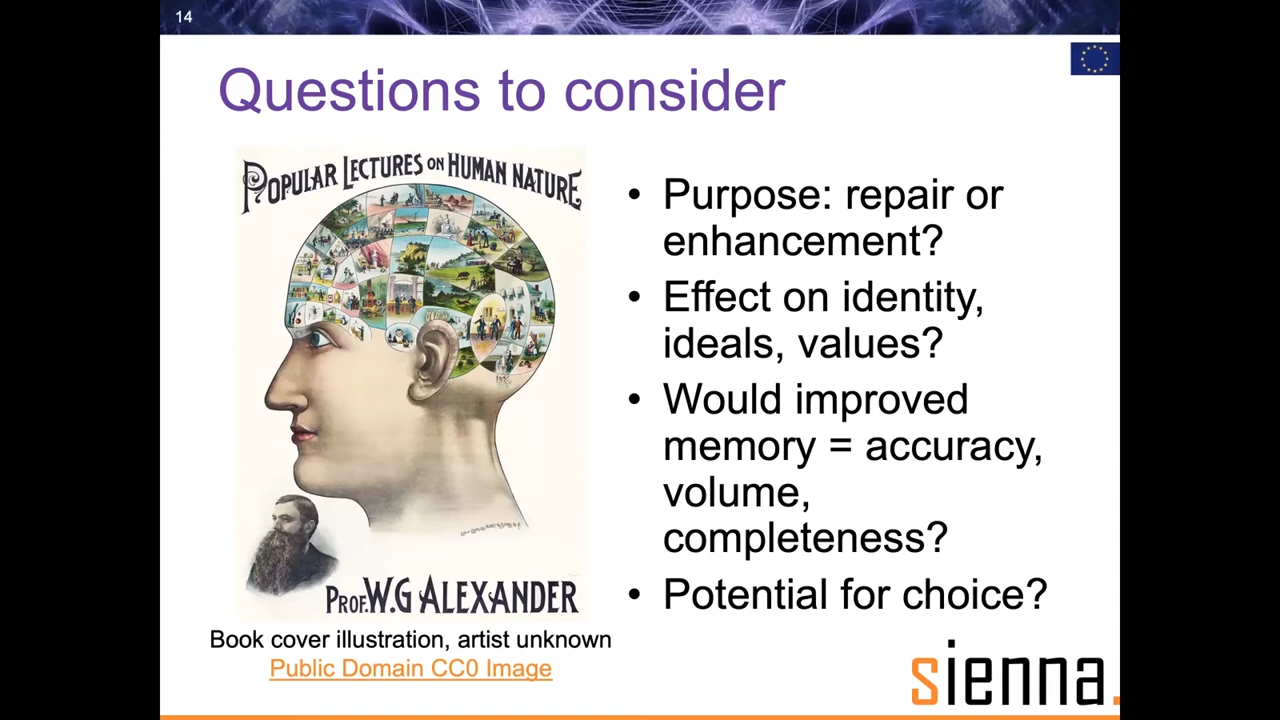 14
Questions to consider
POPULAR LECTURES ON HUMAN NATURE
PROF. W.G ALEXANDER
Book cover illustration, artist unknown
Public Domain CC0 Image
• Purpose: repair or
enhancement?
• Effect on identity,
ideals, values?
• Would improved
memory = accuracy,
volume,
completeness?
• Potential for choice?
sienna.